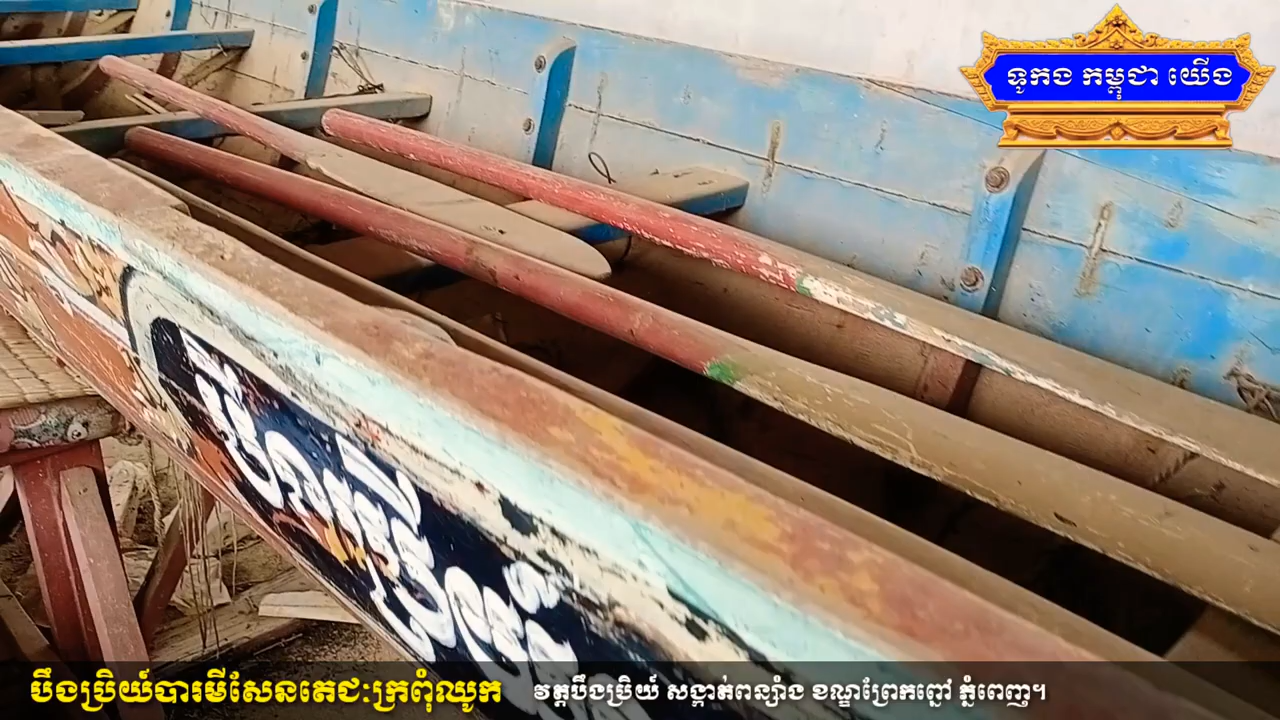 ទូកង កម្ពុជា យើង
បឹងប្រិយ៍បារមីសែនតេជៈក្រពុំឈូក
វត្តបឹងប្រិយ៍ សង្កាត់ពន្សាំង ខណ្ឌព្រែកព្នៅ ភ្នំពេញ។